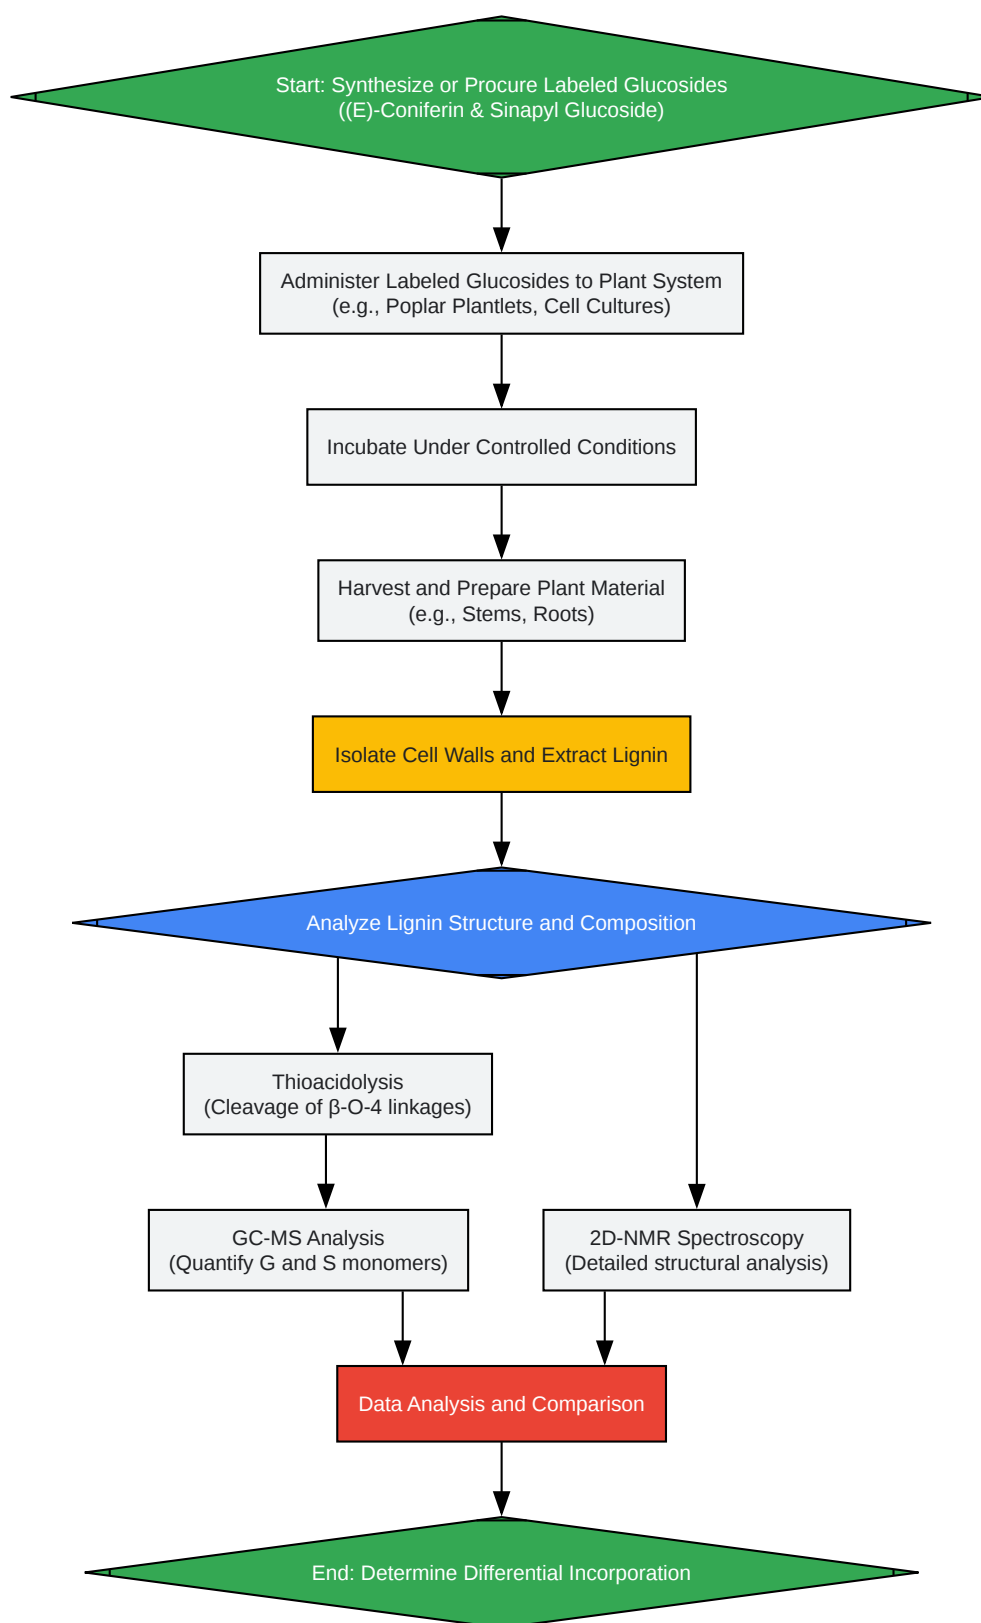 Start: Synthesize or Procure Labeled Glucosides
((E)-Coniferin & Sinapyl Glucoside)
Administer Labeled Glucosides to Plant System
(e.g., Poplar Plantlets, Cell Cultures)
Incubate Under Controlled Conditions
Harvest and Prepare Plant Material
(e.g., Stems, Roots)
Isolate Cell Walls and Extract Lignin
Analyze Lignin Structure and Composition
Thioacidolysis
(Cleavage of β-O-4 linkages)
GC-MS Analysis
(Quantify G and S monomers)
2D-NMR Spectroscopy
(Detailed structural analysis)
Data Analysis and Comparison
End: Determine Differential Incorporation